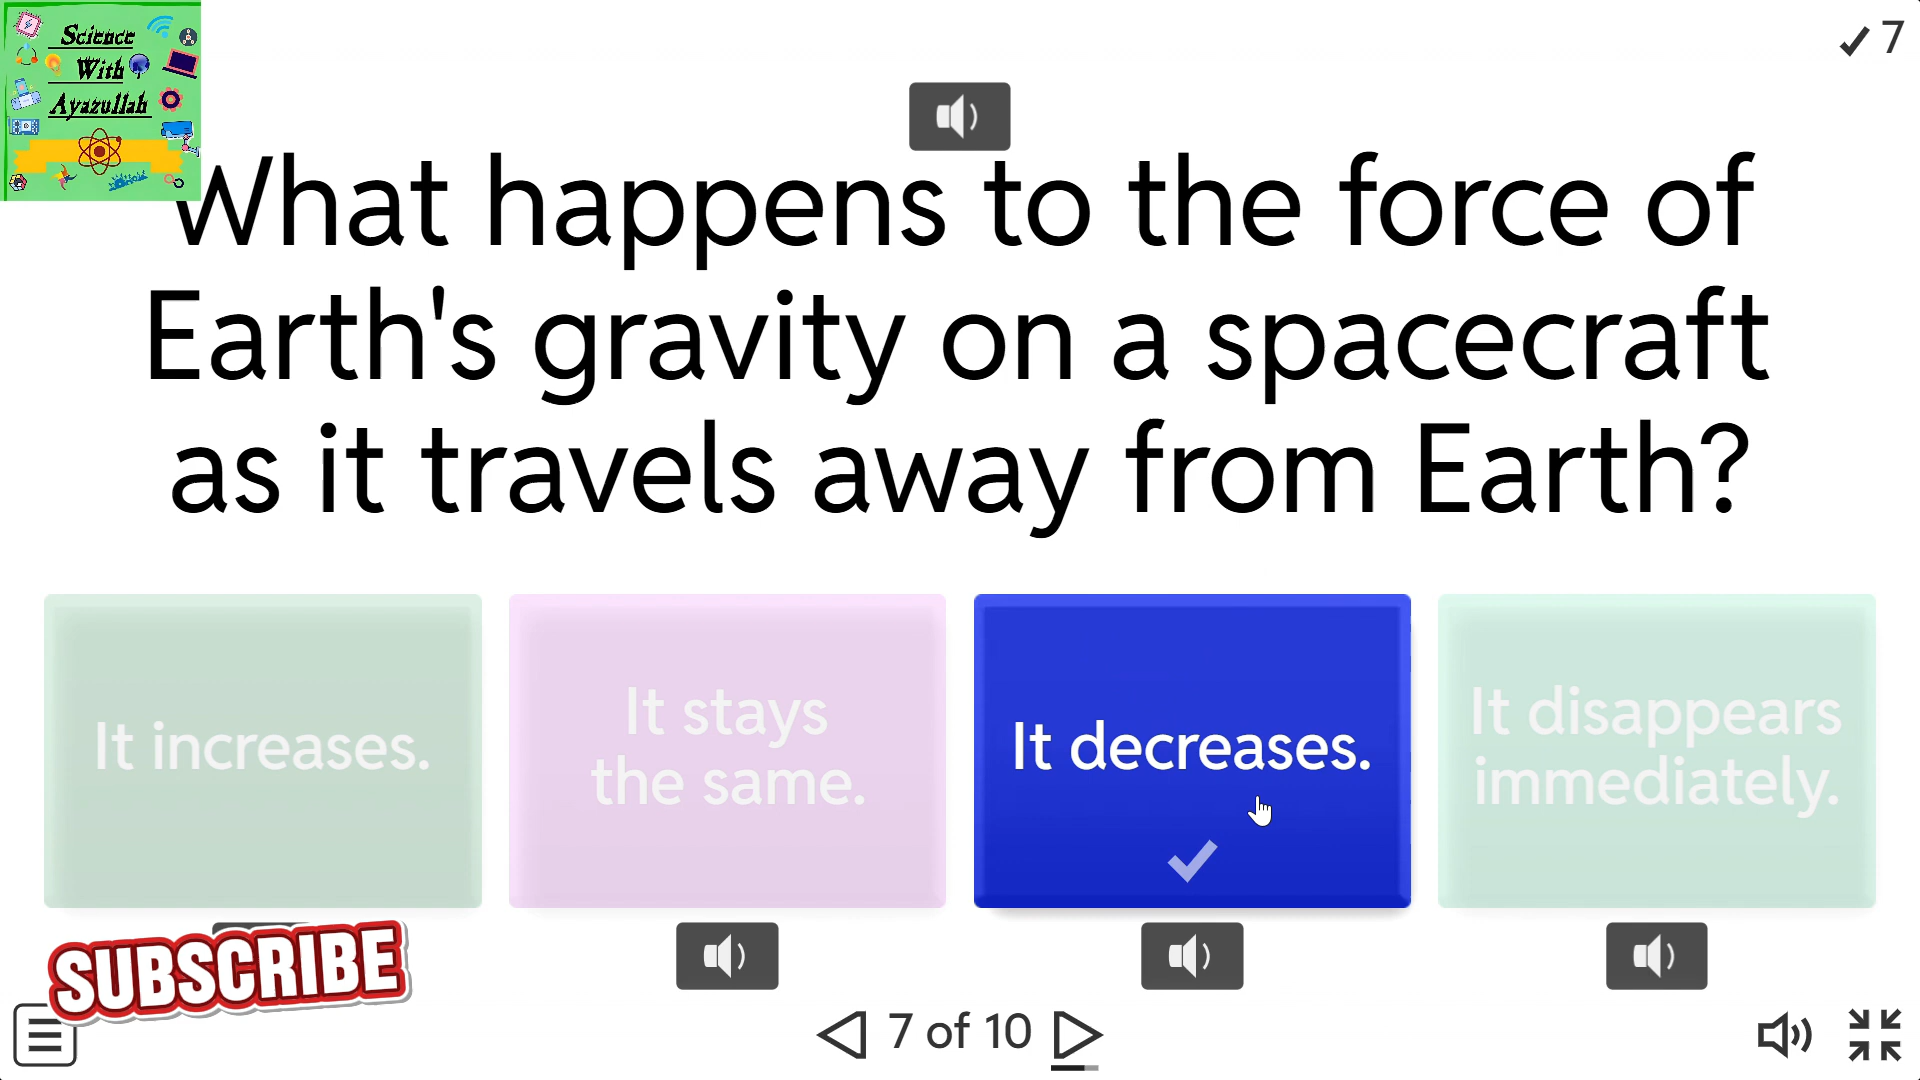 Science
With
Ayazullah
7
What happens to the force of
Earth's gravity on a spacecraft
as it travels away from Earth?
It increases.
It stays
the same.
It decreases.
It disappears
immediately.
SUBSCRIBE
7 of 10